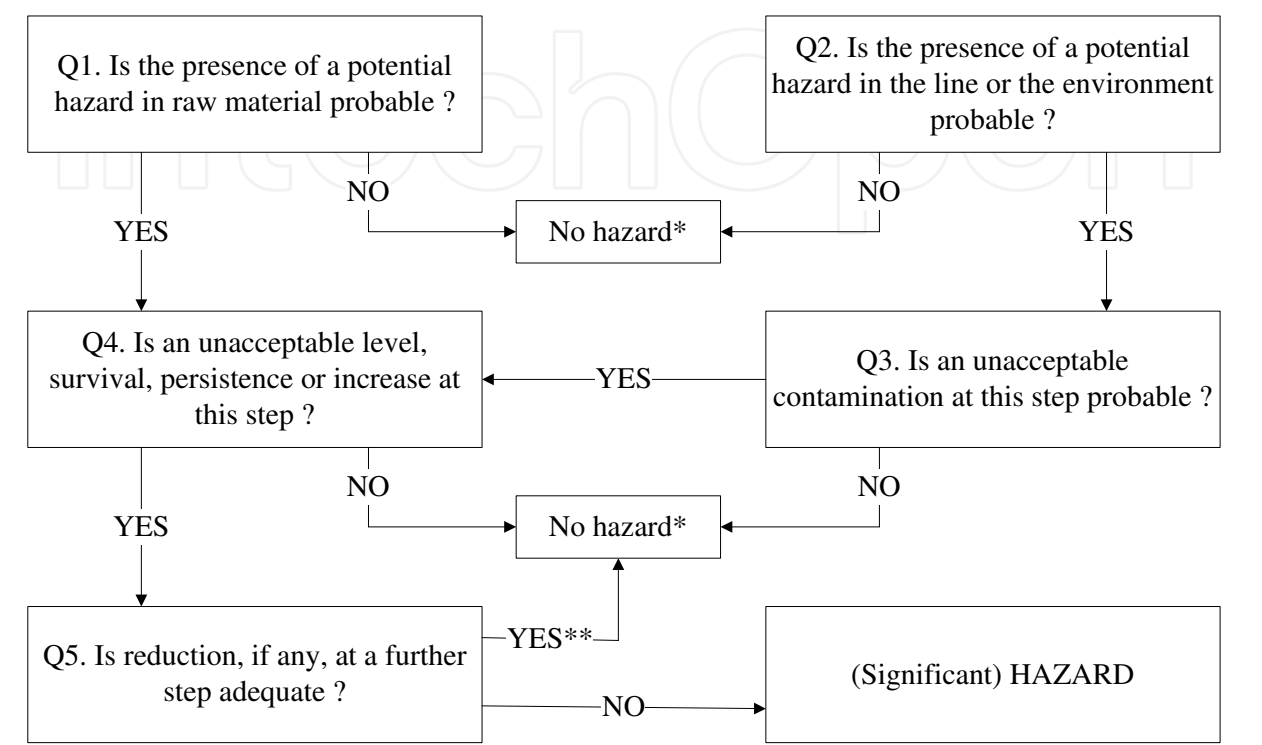 Q1. Is the presence of a potential
hazard in raw material probable ?
Q2. Is the presence of a potential
hazard in the line or the environment
probable ?
NO
NO
YES
No hazard*
YES
Q4. Is an unacceptable level,
survival, persistence or increase at
this step ?
YES
Q3. Is an unacceptable
contamination at this step probable ?
NO
NO
YES
No hazard*
Q5. Is reduction, if any, at a further
step adequate ?
YES**
NO
(Significant) HAZARD
IntechOpen